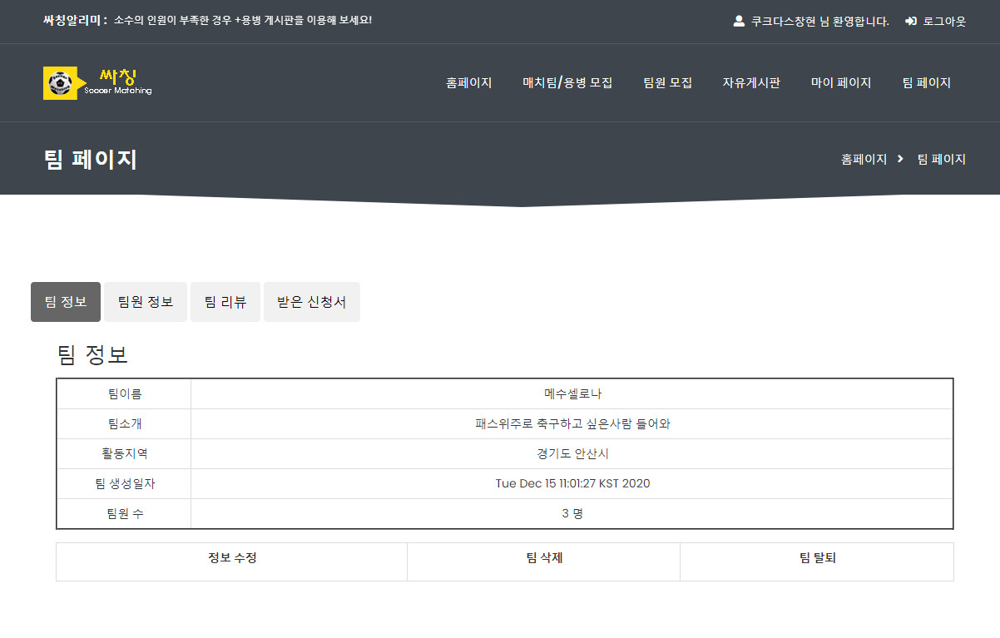 싸칭알리미 : 소수의 인원이 부족한 경우 +용병 게시판을 이용해 보세요! 쿠크다스창현 님 환영합니다. 로그아웃
싸칭
Soccer Matching
홈페이지 매치팀/용병 모집 팀원 모집 자유게시판 마이 페이지 팀 페이지
팀 페이지 홈페이지 > 팀 페이지
팀 정보 팀원 정보 팀 리뷰 받은 신청서
팀 정보
팀이름 메수셀로나
팀소개 패스위주로 축구하고 싶은사람 들어와
활동지역 경기도 안산시
팀 생성일자 Tue Dec 15 11:01:27 KST 2020
팀원 수 3 명
정보 수정 팀 삭제 팀 탈퇴